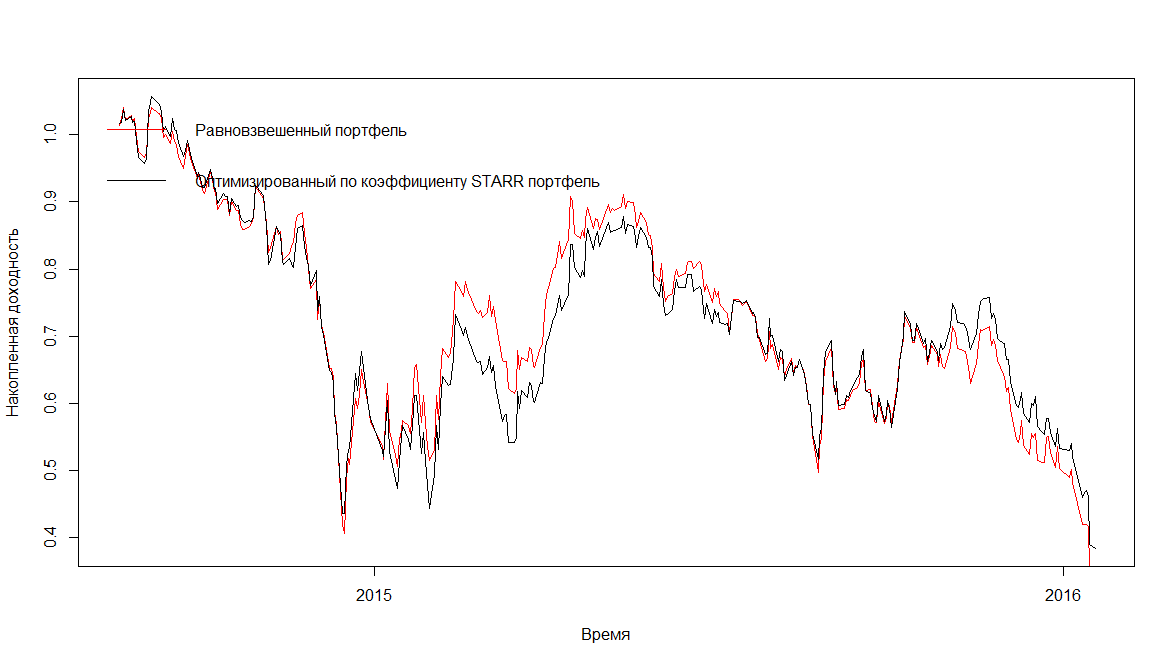 Равновзвешенный портфель
Оптимизированный по коэффициенту STARR портфель
Накопленная доходность
1.0
0.9
0.8
0.7
0.6
0.5
0.4
2015
2016
Время